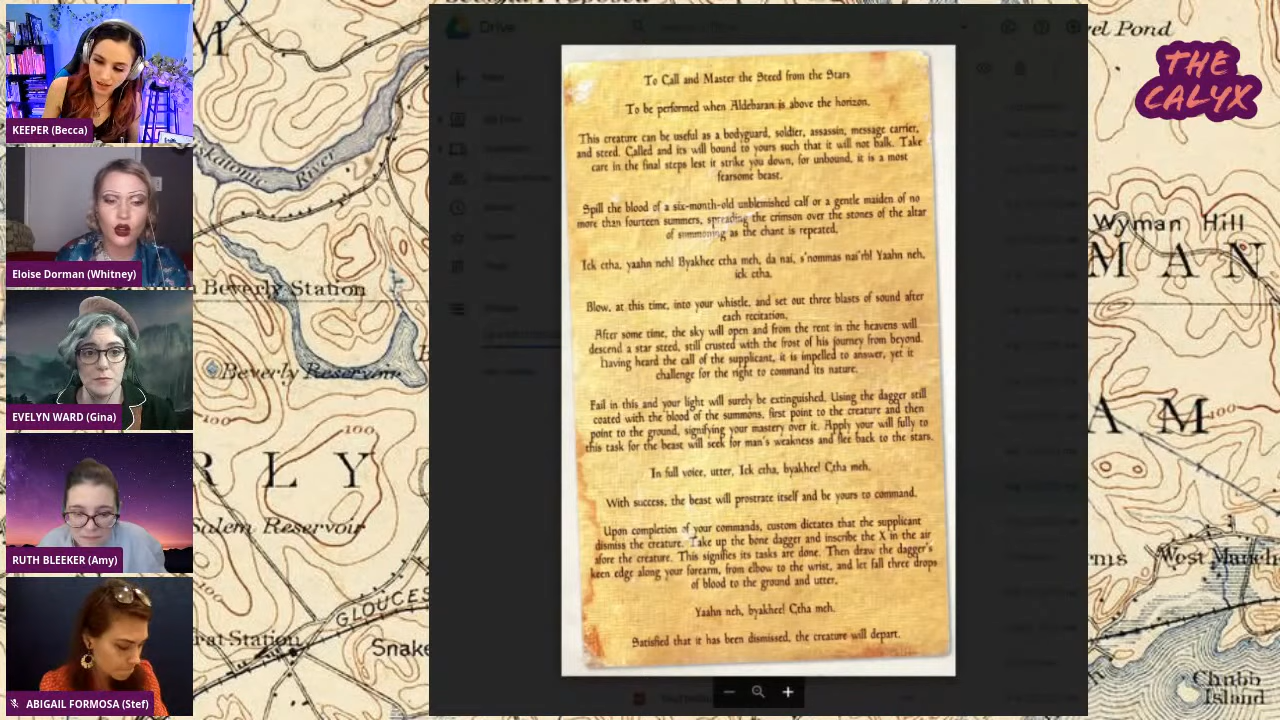 KEEPER (Becca)
Eloise Dorman (Whitney)
EVELYN WARD (Gina)
RUTH BLEEKER (Amy)
ABIGAIL FORMOSA (Stef)
THE
CALYX
Drive
To Call and Master the Steed from the Stars
To be performed when Aldebaran is above the horizon.
This creature can be useful as a bodyguard, soldier, assassin, message carrier,
and steed. Called and its will bound to yours such that it will not balk. Take
care in the final steps lest it strike you down, for unbound, it is a most
fearsome beast.
Spill the blood of a six-month-old unblemished calf or a gentle maiden of no
more than fourteen summers, spreading the crimson over the stones of the altar
of summoning as the chant is repeated.
Ick ctha, yaahn neh! Byakhee ctha meh, da nai, s'nommas nai'rh! Yaahn neh,
ick ctha.
Blow, at this time, into your whistle, and set out three blasts of sound after
each recitation.
After some time, the sky will open and from the rent in the heavens will
descend a star steed, still crusted with the frost of his journey from beyond.
Having heard the call of the supplicant, it is impelled to answer, yet it
challenge for the right to command its nature.
Fail in this and your light will surely be extinguished. Using the dagger still
coated with the blood of the summons, first point to the creature and then
point to the ground, signifying your mastery over it. Apply your will fully to
this task for the beast will seek for man's weakness and flee back to the stars.
In full voice, utter, Ick ctha, byakhee! Ctha meh.
With success, the beast will prostrate itself and be yours to command.
Upon completion of your commands, custom dictates that the supplicant
dismiss the creature. Take up the bone dagger and inscribe the X in the air
afore the creature. This signifies its tasks are done. Then draw the dagger's
keen edge along your forearm, from elbow to the wrist, and let fall three drops
of blood to the ground and utter,
Yaahn neh, byakhee! Ctha meh.
Satisfied that it has been dismissed, the creature will depart.
River
Beverly Station
Beverly Reservoir
100
100
100
R L Y
Salem Reservoir
GLOUCES
rat Station
Snake
M
el Pond
Wyman Hill
M A N
A M
rms
West Manch
Chubb
Island